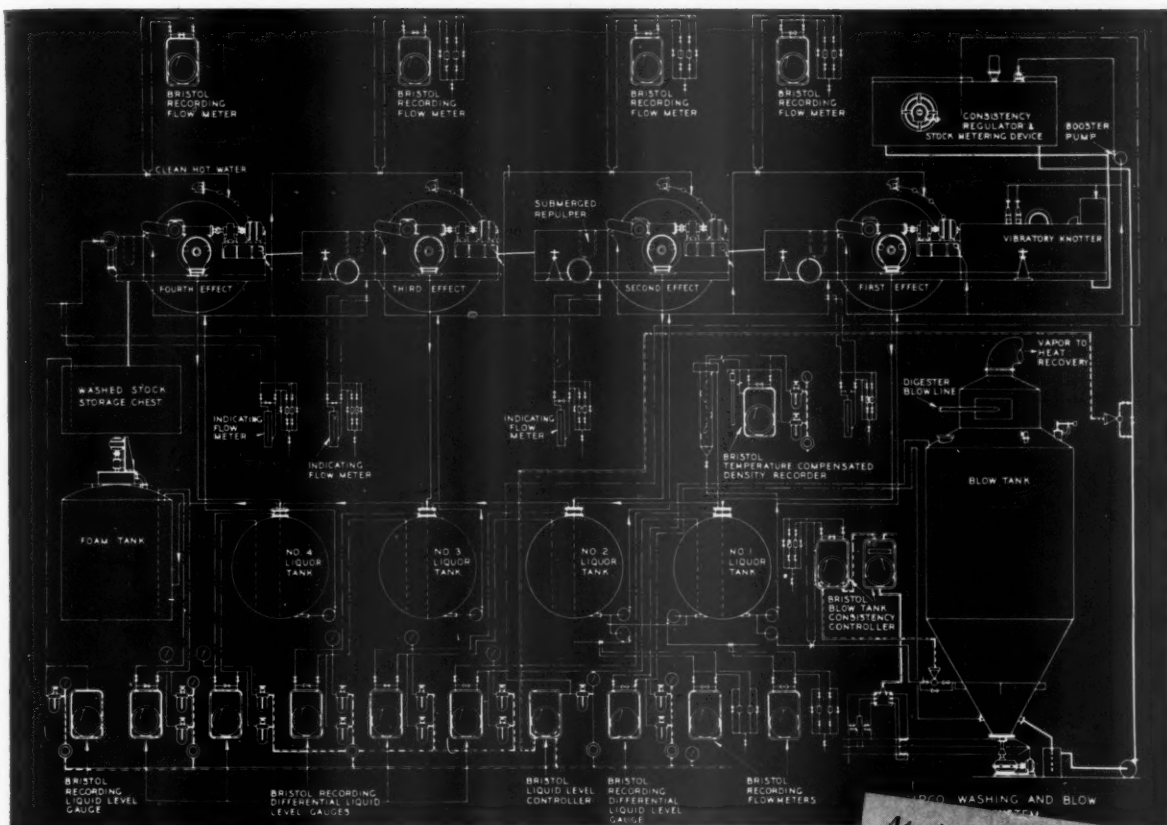 BRISTOL
RECORDING
FLOW METER
BRISTOL
RECORDING
FLOW METER
BRISTOL
RECORDING
FLOW METER
BRISTOL
RECORDING
FLOW METER
CONSISTENCY
REGULATOR &
STOCK METERING DEVICE
BOOSTER
PUMP
CLEAN HOT WATER
SUBMERGED
REPULPER
VIBRATORY KNOTTER
FOURTH EFFECT
THIRD EFFECT
SECOND EFFECT
FIRST EFFECT
VAPOR TO
HEAT
RECOVERY
DIGESTER
BLOW LINE
WASHED STOCK
STORAGE CHEST
INDICATING
FLOW METER
INDICATING
FLOW METER
INDICATING
FLOW METER
BRISTOL
TEMPERATURE COMPENSATED
DENSITY RECORDER
BLOW TANK
FOAM TANK
NO. 4
LIQUOR
TANK
NO 3
LIQUOR
TANK
NO 2
LIQUOR
TANK
NO 1
LIQUOR
TANK
BRISTOL
BLOW TANK
CONSISTENCY
CONTROLLER
BRISTOL
RECORDING
LIQUID LEVEL
GAUGE
BRISTOL RECORDING
DIFFERENTIAL LIQUID
LEVEL GAUGES
BRISTOL
LIQUID LEVEL
CONTROLLER
BRISTOL
RECORDING
DIFFERENTIAL
LIQUID LEVEL
GAUGE
BRISTOL
RECORDING
FLOWMETERS
WASHING AND BLOW